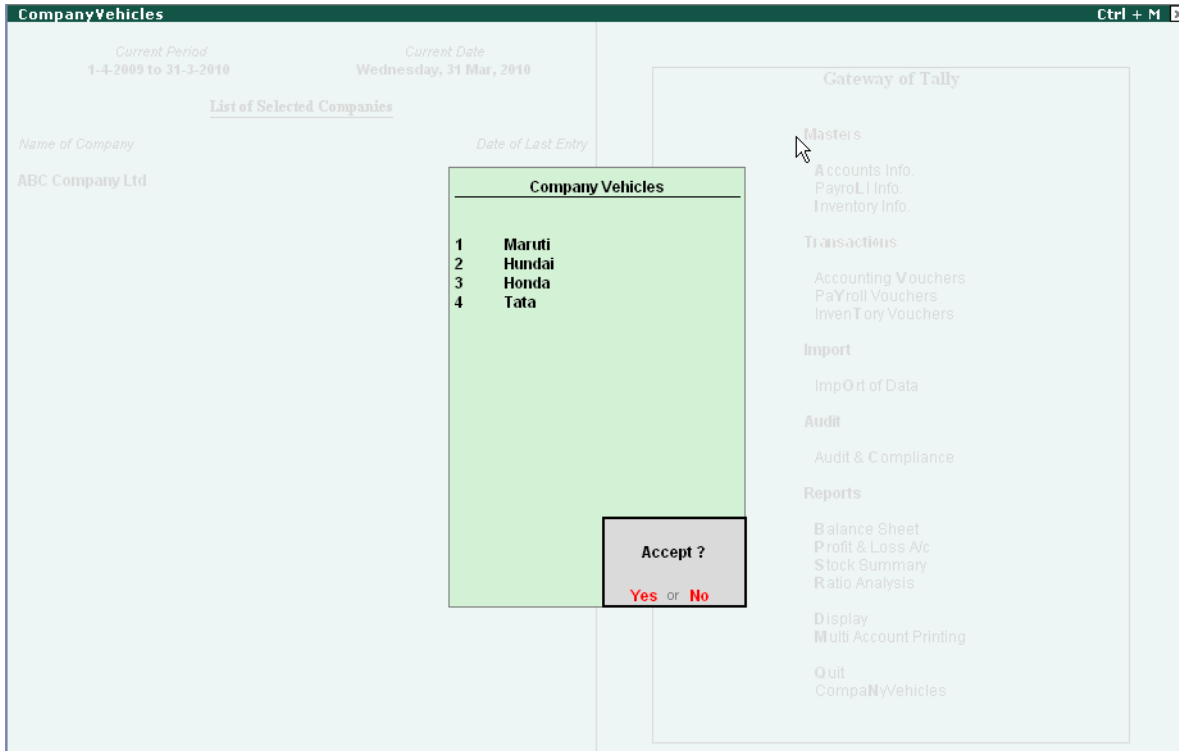 CompanyVehicles Ctrl + M
Current Period Current Date
1-4-2009 to 31-3-2010 Wednesday, 31 Mar, 2010
List of Selected Companies
Name of Company Date of Last Entry
ABC Company Ltd
Company Vehicles
1 Maruti
2 Hundai
3 Honda
4 Tata
Accept ?
Yes or No
Gateway of Tally
Masters
Accounts Info.
PayroLl Info.
Inventory Info.
Transactions
Accounting Vouchers
PaYroll Vouchers
InvenTory Vouchers
Import
ImpOrt of Data
Audit
Audit & Compliance
Reports
Balance Sheet
Profit & Loss A/c
Stock Summary
Ratio Analysis
Display
Multi Account Printing
Quit
CompaNyVehicles